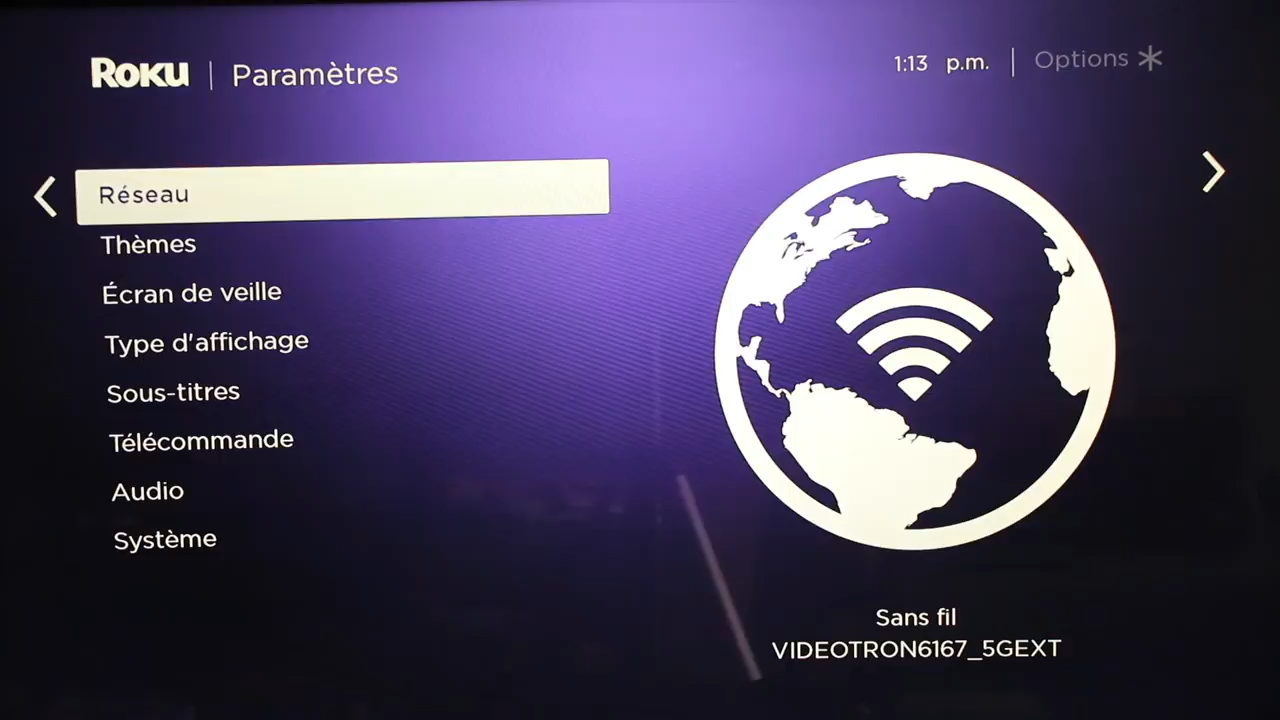 ROKU | Paramètres
1:13 p.m. | Options
Réseau
Thèmes
Écran de veille
Type d'affichage
Sous-titres
Télécommande
Audio
Système
Sans fil
VIDEOTRON6167_5GEXT